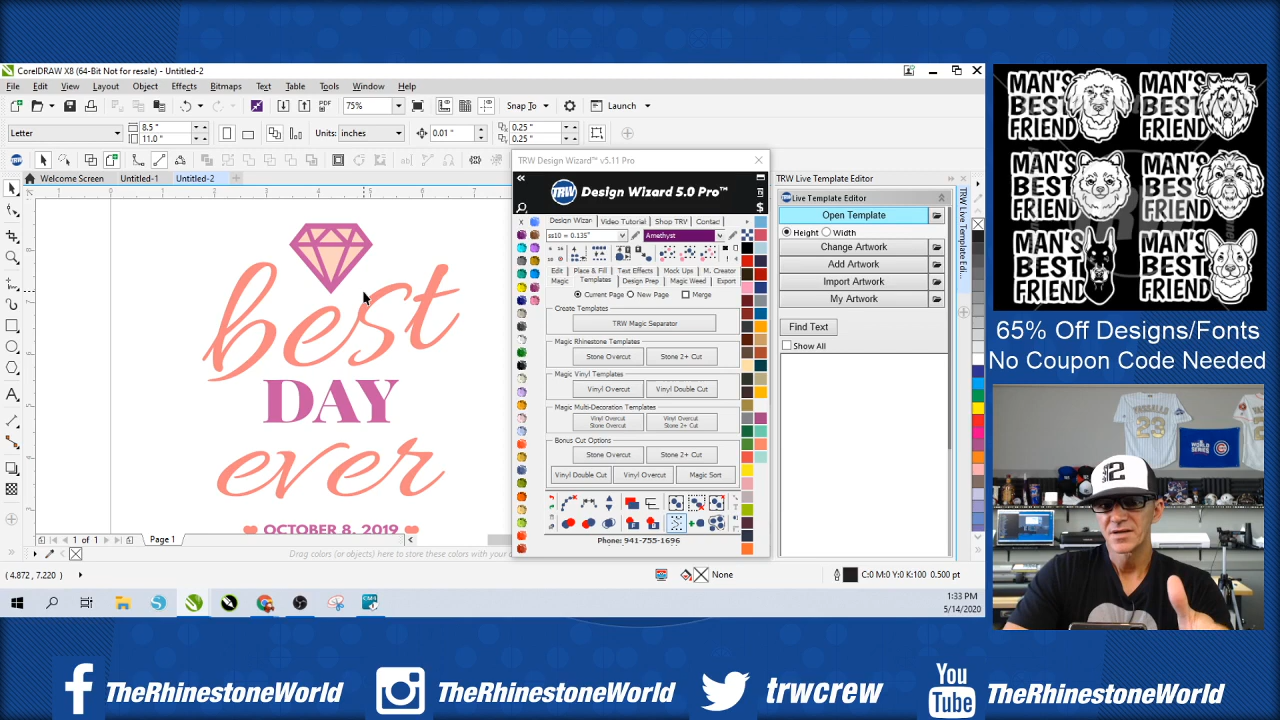 CorelDRAW X8 (64-Bit Not for resale) - Untitled-2
File Edit View Layout Object Effects Bitmaps Text Table Tools Window Help
PDF 75% Snap To Launch
Letter 8.5 " 11.0 " Units: inches 0.01 " 0.25 " 0.25 "
Welcome Screen Untitled-1 Untitled-2
best
DAY
ever
OCTOBER 8, 2019
1 of 1 Page 1
Drag colors (or objects) here to store these colors with your
( 4.872 , 7.220 )
None C:0 M:0 Y:0 K:100 0.500 pt
1:33 PM
5/14/2020
TRW Design Wizard™ v5.11 Pro
TRW Design Wizard 5.0 Pro™
Design Wizar Video Tutorial Shop TRW Contact
ss10 = 0.135" Amethyst
Edit Place & Fill Text Effects Mock Ups M. Creator
Magic Templates Design Prep Magic Weed Export
Current Page New Page Merge
Create Templates
TRW Magic Separator
Magic Rhinestone Templates
Stone Overcut Stone 2+ Cut
Magic Vinyl Templates
Vinyl Overcut Vinyl Double Cut
Magic Multi-Decoration Templates
Vinyl Overcut Stone Overcut
Vinyl Overcut Stone 2+ Cut
Bonus Cut Options
Stone Overcut Stone 2+ Cut
Vinyl Double Cut Vinyl Overcut Magic Sort
Phone: 941-755-1696
TRW Live Template Editor
Live Template Editor
Open Template
Height Width
Change Artwork
Add Artwork
Import Artwork
My Artwork
Find Text
Show All
TRW Live Template Edi...
MAN'S BEST FRIEND
MAN'S BEST FRIEND
MAN'S BEST FRIEND
MAN'S BEST FRIEND
MAN'S BEST FRIEND
MAN'S BEST FRIEND
65% Off Designs/Fonts
No Coupon Code Needed
TheRhinestoneWorld
TheRhinestoneWorld
trwcrew
You Tube
TheRhinestoneWorld